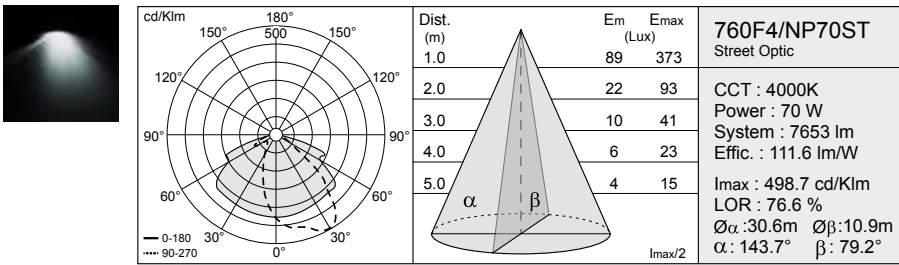 cd/Klm
180°
150° 500 150°
120° 120°
90° 90°
60° 60°
30° 30°
0°
0-180
90-270
Dist. Em Emax
(m) (Lux)
1.0 89 373
2.0 22 93
3.0 10 41
4.0 6 23
5.0 4 15
α β
Imax/2
760F4/NP70ST
Street Optic
CCT : 4000K
Power : 70 W
System : 7653 lm
Effic. : 111.6 lm/W
Imax : 498.7 cd/Klm
LOR : 76.6 %
Øα :30.6m Øβ:10.9m
α: 143.7° β: 79.2°